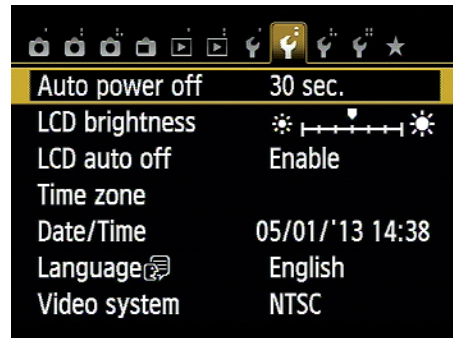 Auto power off 30 sec.
LCD brightness
LCD auto off Enable
Time zone
Date/Time 05/01/'13 14:38
Language English
Video system NTSC